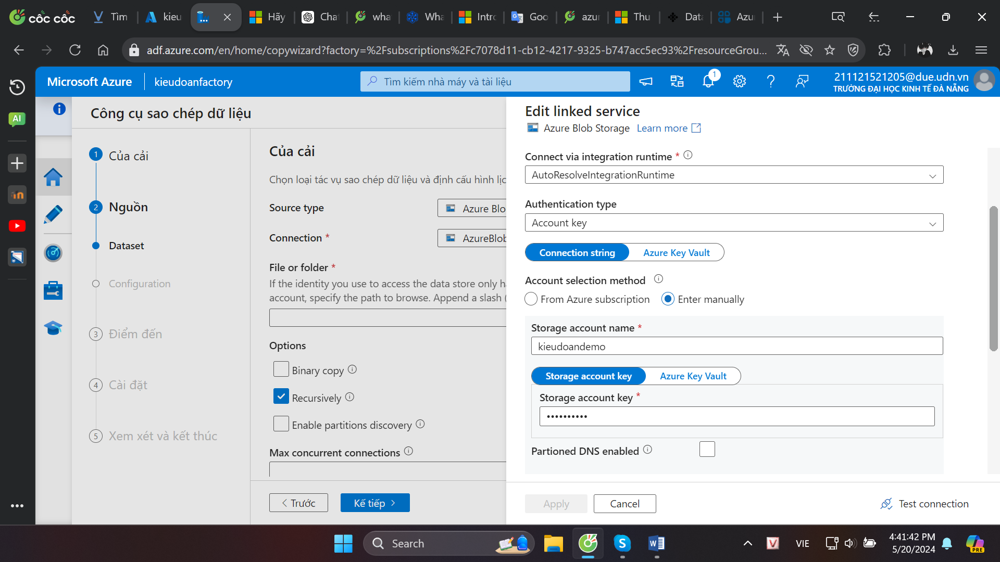 cốc cốc
Tìm
kieu
...
Hãy
Chat
wha
Wha
Intro
Goo
azur
Thu
Data
Azu
adf.azure.com/en/home/copywizard?factory=%2Fsubscriptions%2Fc7078d11-cb12-4217-9325-b747acc5ec93%2FresourceGrou...
Microsoft Azure
kieudoanfactory
Tìm kiếm nhà máy và tài liệu
1
211121521205@due.udn.vn
TRƯỜNG ĐẠI HỌC KINH TẾ ĐÀ NẴNG
AI
Công cụ sao chép dữ liệu
1 Của cải
2 Nguồn
Dataset
Configuration
3 Điểm đến
4 Cài đặt
5 Xem xét và kết thúc
Của cải
Chọn loại tác vụ sao chép dữ liệu và định cấu hình lịc
Source type
Azure Blo
Connection *
AzureBlob
File or folder *
If the identity you use to access the data store only ha
account, specify the path to browse. Append a slash (
Options
Binary copy
Recursively
Enable partitions discovery
Max concurrent connections
Trước
Kế tiếp
Edit linked service
Azure Blob Storage Learn more
Connect via integration runtime *
AutoResolveIntegrationRuntime
Authentication type
Account key
Connection string
Azure Key Vault
Account selection method
From Azure subscription
Enter manually
Storage account name *
kieudoandemo
Storage account key
Azure Key Vault
Storage account key *
••••••••••
Partioned DNS enabled
Apply
Cancel
Test connection
Search
VIE
4:41:42 PM
5/20/2024
PRE